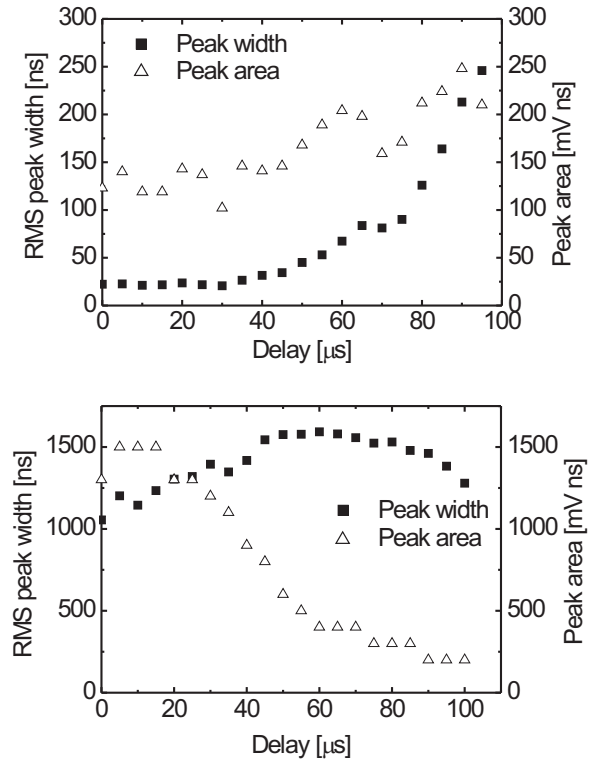 RMS peak width [ns]
300
250
200
150
100
50
0
Peak width
Peak area
300
250
200
150
100
50
0
Peak area [mV ns]
0 20 40 60 80 100
Delay [μs]
RMS peak width [ns]
1500
1000
500
0
Peak width
Peak area
1500
1000
500
0
Peak area [mV ns]
0 20 40 60 80 100
Delay [μs]